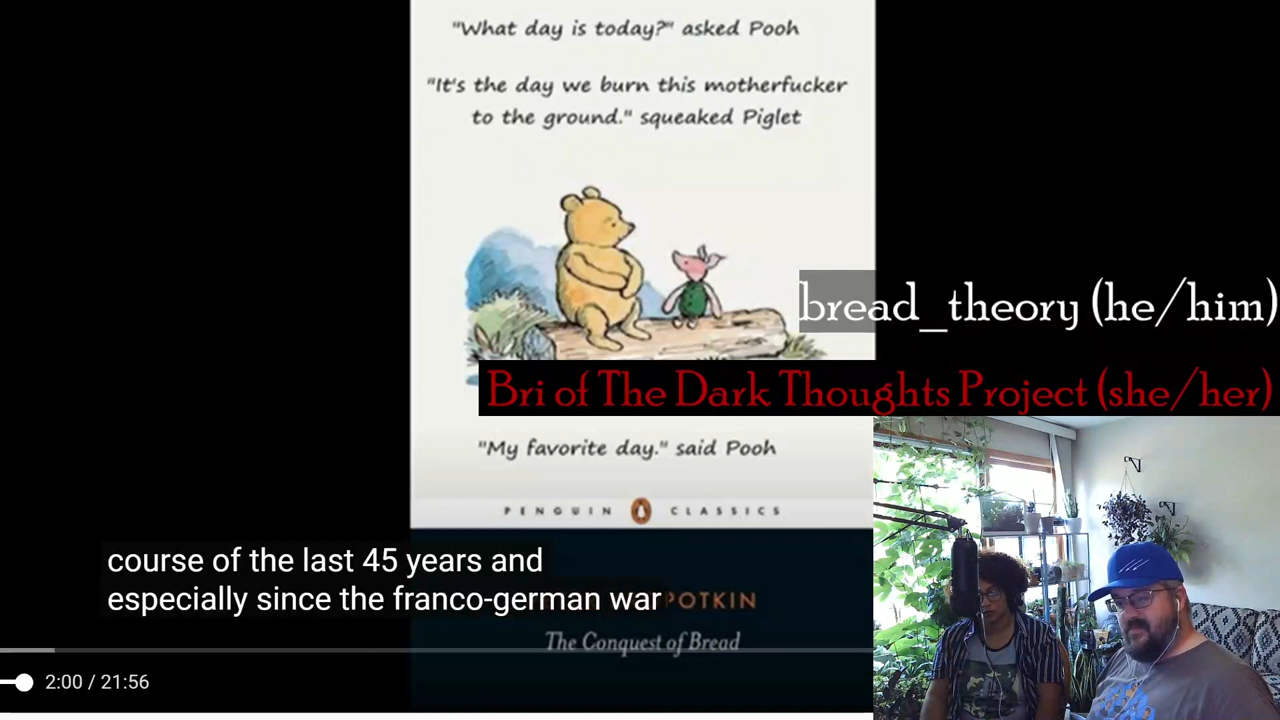 "What day is today?" asked Pooh
"It's the day we burn this motherfucker
to the ground." squeaked Piglet
bread_theory (he/him)
Bri of The Dark Thoughts Project (she/her)
"My favorite day." said Pooh
PENGUIN CLASSICS
course of the last 45 years and
especially since the franco-german war
POTKIN
The Conquest of Bread
2:00 / 21:56